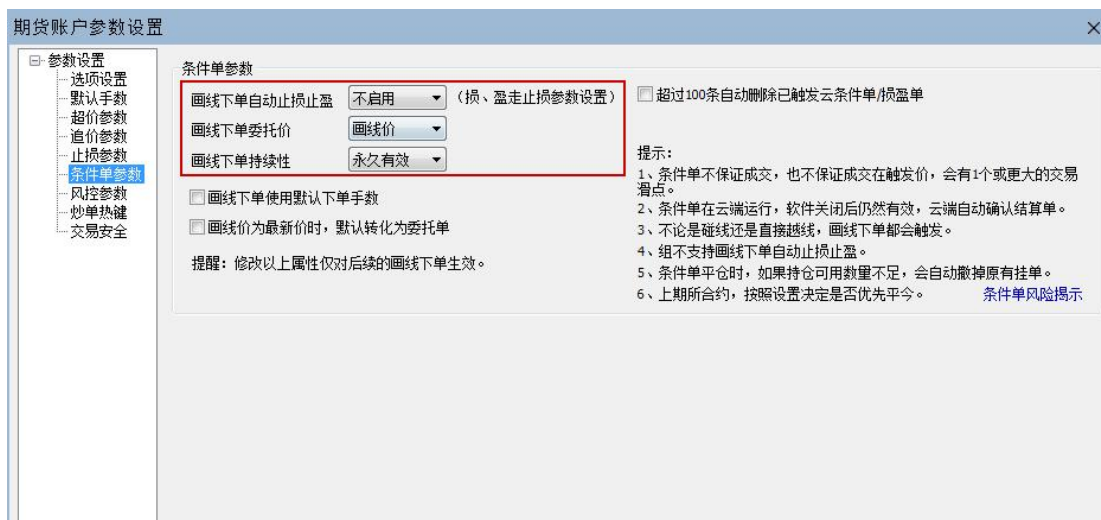 期货账户参数设置
参数设置
选项设置
默认手数
超价参数
追价参数
止损参数
条件单参数
风控参数
炒单热键
交易安全
条件单参数
画线下单自动止损止盈 不启用 (损、盈走止损参数设置)
画线下单委托价 画线价
画线下单持续性 永久有效
画线下单使用默认下单手数
画线价为最新价时，默认转化为委托单
提醒：修改以上属性仅对后续的画线下单生效。
超过100条自动删除已触发云条件单/损盈单
提示：
1、条件单不保证成交，也不保证成交在触发价，会有1个或更大的交易
滑点。
2、条件单在云端运行，软件关闭后仍然有效，云端自动确认结算单。
3、不论是碰线还是直接越线，画线下单都会触发。
4、组不支持画线下单自动止损止盈。
5、条件单平仓时，如果持仓可用数量不足，会自动撤掉原有挂单。
6、上期所合约，按照设置决定是否优先平今。 条件单风险揭示